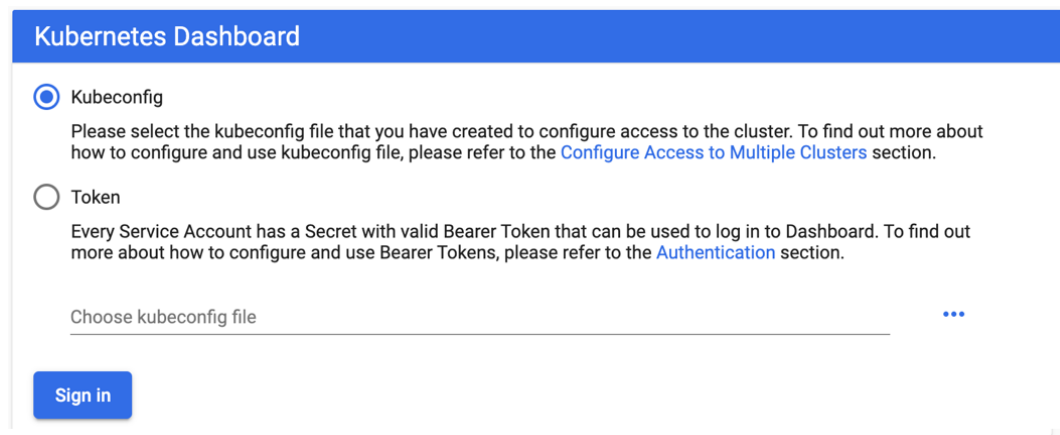 Kubernetes Dashboard
Kubeconfig
Please select the kubeconfig file that you have created to configure access to the cluster. To find out more about
how to configure and use kubeconfig file, please refer to the Configure Access to Multiple Clusters section.
Token
Every Service Account has a Secret with valid Bearer Token that can be used to log in to Dashboard. To find out
more about how to configure and use Bearer Tokens, please refer to the Authentication section.
Choose kubeconfig file
Sign in